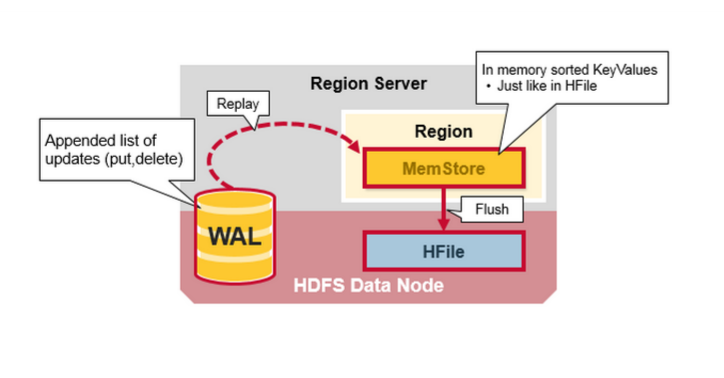 In memory sorted KeyValues
• Just like in HFile
Region Server
Replay
Appended list of
updates (put,delete)
Region
MemStore
Flush
WAL
HFile
HDFS Data Node